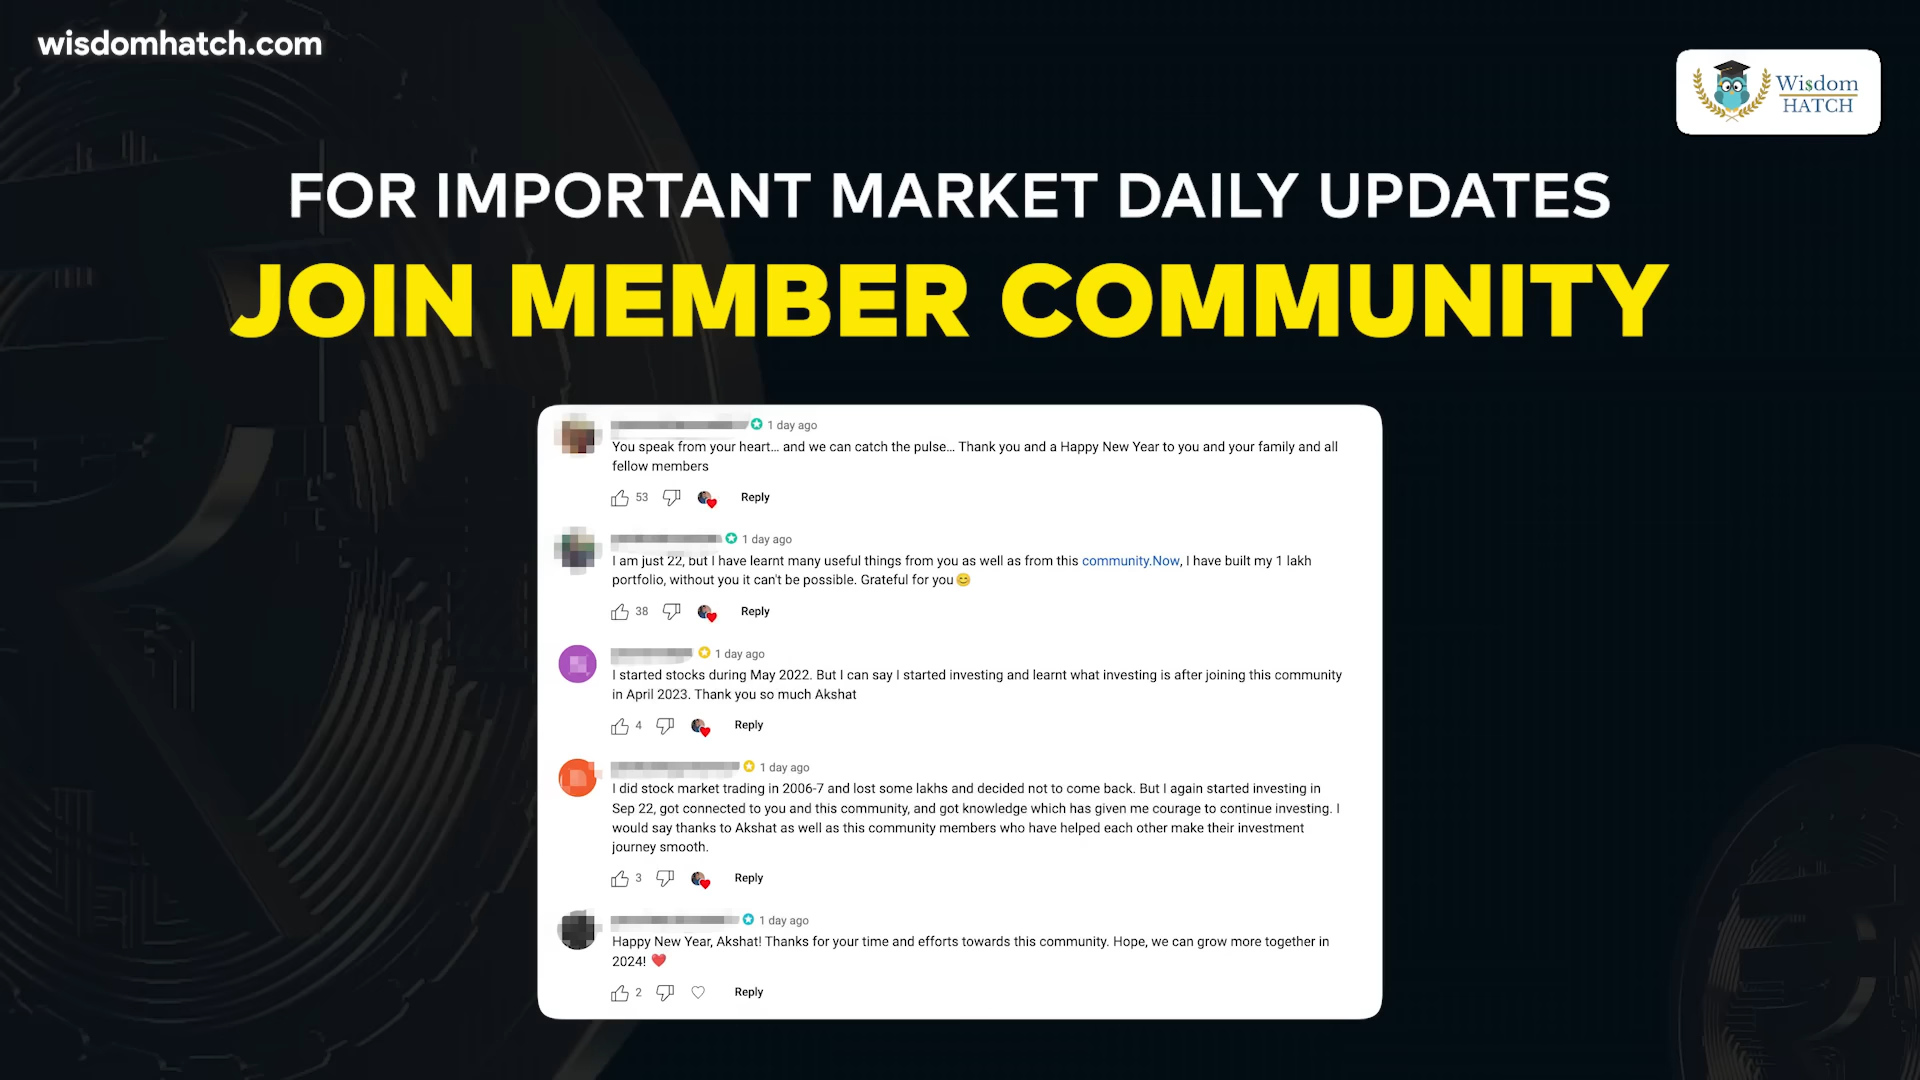 wisdomhatch.com
Wi$dom
HATCH
FOR IMPORTANT MARKET DAILY UPDATES
JOIN MEMBER COMMUNITY
1 day ago
You speak from your heart... and we can catch the pulse... Thank you and a Happy New Year to you and your family and all
fellow members
53 Reply
1 day ago
I am just 22, but I have learnt many useful things from you as well as from this community.Now, I have built my 1 lakh
portfolio, without you it can't be possible. Grateful for you😊
38 Reply
1 day ago
I started stocks during May 2022. But I can say I started investing and learnt what investing is after joining this community
in April 2023. Thank you so much Akshat
4 Reply
1 day ago
I did stock market trading in 2006-7 and lost some lakhs and decided not to come back. But I again started investing in
Sep 22, got connected to you and this community, and got knowledge which has given me courage to continue investing. I
would say thanks to Akshat as well as this community members who have helped each other make their investment
journey smooth.
3 Reply
1 day ago
Happy New Year, Akshat! Thanks for your time and efforts towards this community. Hope, we can grow more together in
2024! ❤️
2 Reply